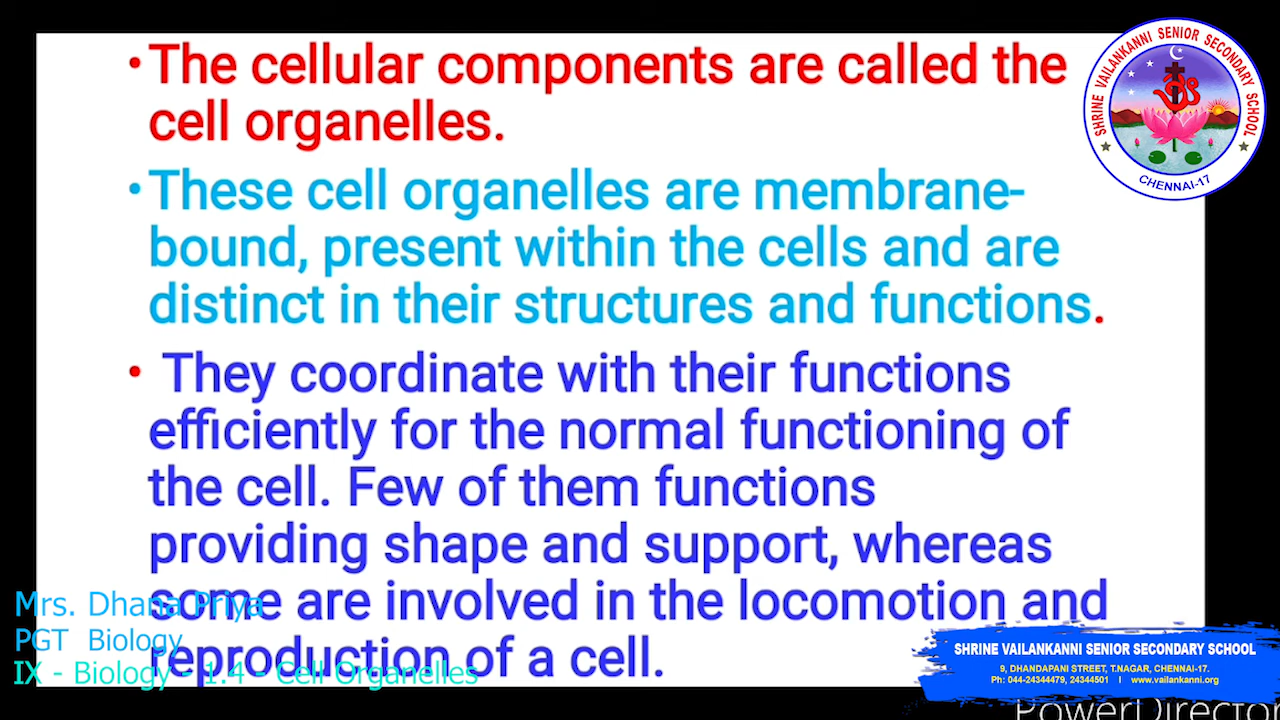 •The cellular components are called the
cell organelles.
•These cell organelles are membrane-
bound, present within the cells and are
distinct in their structures and functions.
• They coordinate with their functions
efficiently for the normal functioning of
the cell. Few of them functions
providing shape and support, whereas
some are involved in the locomotion and
reproduction of a cell.
SHRINE VAILANKANNI SENIOR SECONDARY SCHOOL
CHENNAI-17
Mrs. Dhana Priya
PGT Biology
IX - Biology - 1.4 - Cell Organelles
SHRINE VAILANKANNI SENIOR SECONDARY SCHOOL
9, DHANDAPANI STREET, T.NAGAR, CHENNAI-17.
Ph: 044-24344479, 24344501 I www.vailankanni.org
PowerDirector